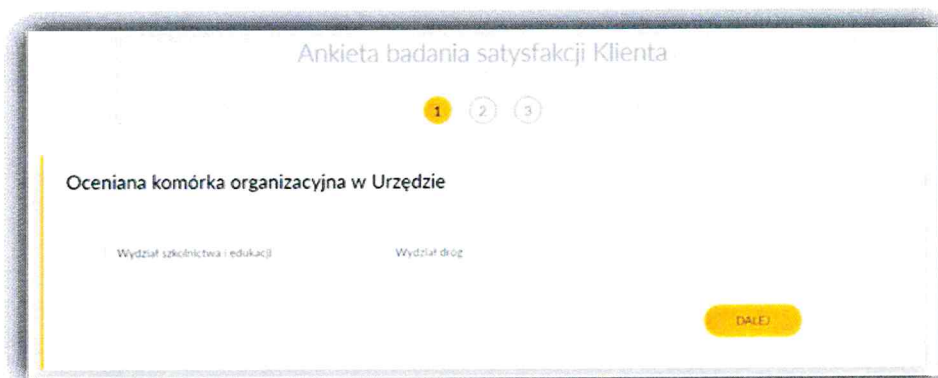 Ankieta badania satysfakcji Klienta
1 2 3
Oceniana komórka organizacyjna w Urzędzie
Wydział szkolnictwa i edukacji Wydział dróg
DALEJ